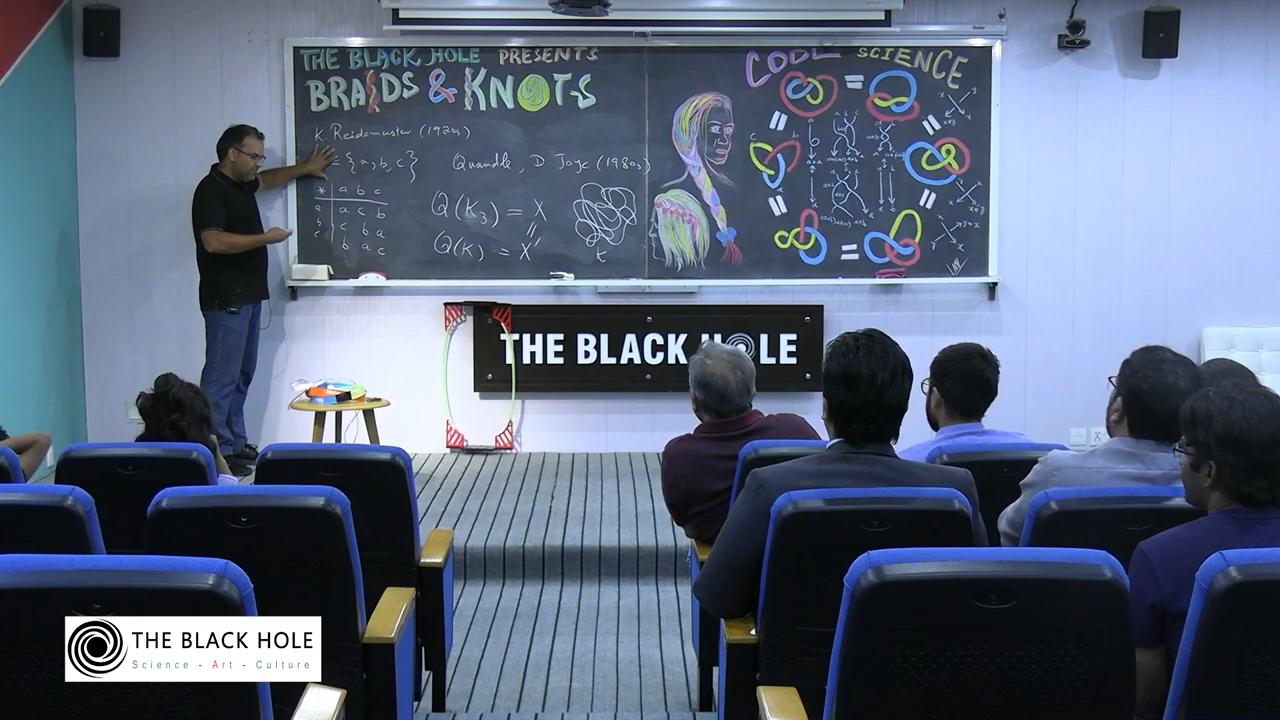 THE BLACK HOLE PRESENTS
BRAIDS & KNOTS
CODE SCIENCE
K. Reidemeister (1920s)
{a, b, c}
Quandle, D Joyc (1980s)
* a b c
a a c b
b c b a
c b a c
Q(K3) = X
=
Q(K) = X'
K
THE BLACK HOLE
THE BLACK HOLE
Science - Art - Culture